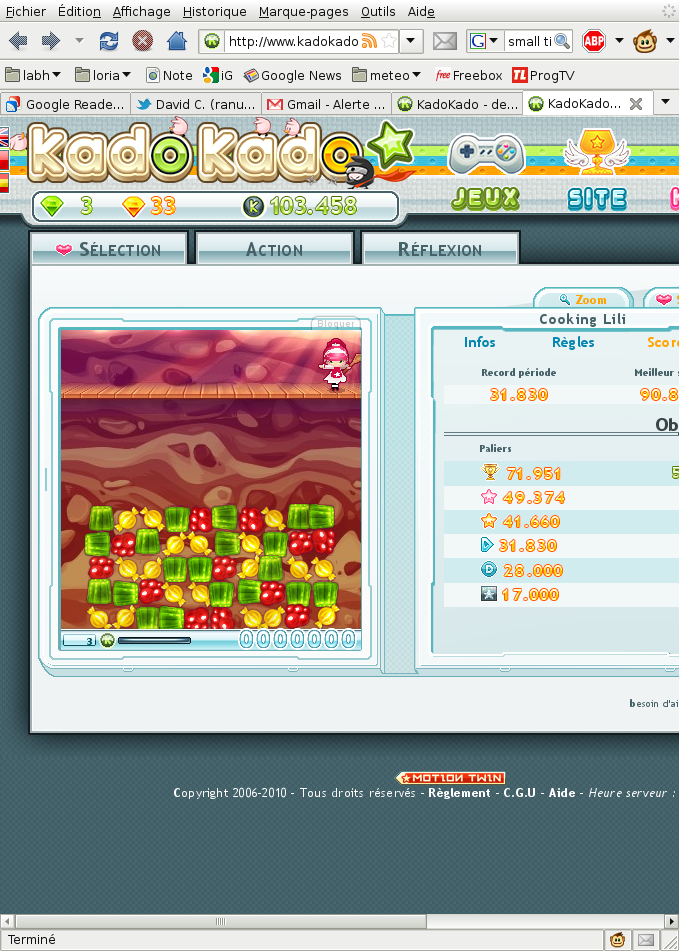 Fichier Édition Affichage Historique Marque-pages Outils Aide
http://www.kadokado
G
small ti
ABP
labh loria Note iG Google News meteo free Freebox TL ProgTV
Google Reade... David C. (ranu... Gmail - Alerte ... KadoKado - de... KadoKado...
KadoKado
JEUX SITE
3 33 k 103.458
Sélection Action Réflexion
Zoom
Bloquer
Cooking Lili
Infos Règles Score
Record période Meilleur s
31.830 90.8
Ob
Paliers
71.951 5
49.374
41.660
31.830
D 28.000
17.000
3 0000000
besoin d'ai
MOTION TWIN
Copyright 2006-2010 - Tous droits réservés - Règlement - C.G.U - Aide - Heure serveur :
Terminé